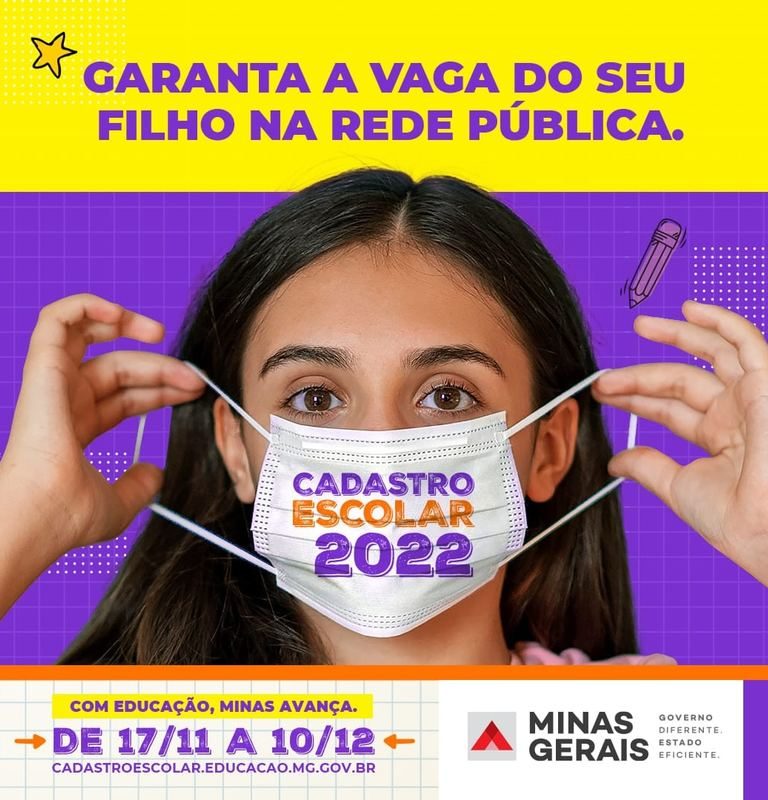 GARANTA A VAGA DO SEU
FILHO NA REDE PÚBLICA.
CADASTRO
ESCOLAR
2022
COM EDUCAÇÃO, MINAS AVANÇA.
DE 17/11 A 10/12
CADASTROESCOLAR.EDUCACAO.MG.GOV.BR
MINAS
GERAIS
GOVERNO
DIFERENTE.
ESTADO
EFICIENTE.